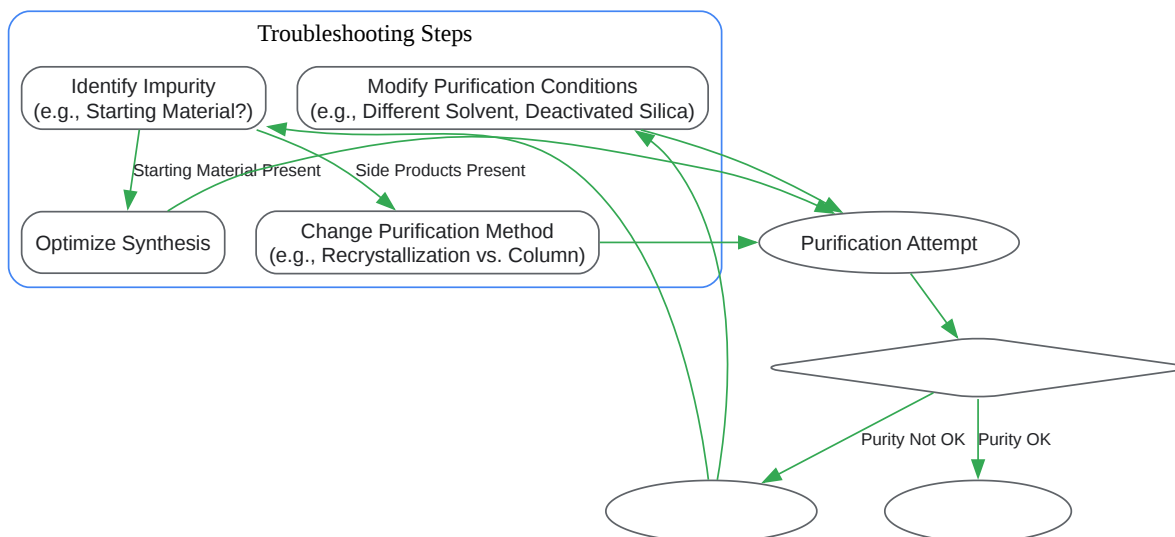 Troubleshooting Steps
Identify Impurity
(e.g., Starting Material?)
Modify Purification Conditions
(e.g., Different Solvent, Deactivated Silica)
Starting Material Present
Side Products Present
Optimize Synthesis
Change Purification Method
(e.g., Recrystallization vs. Column)
Purification Attempt
Purity Not OK
Purity OK